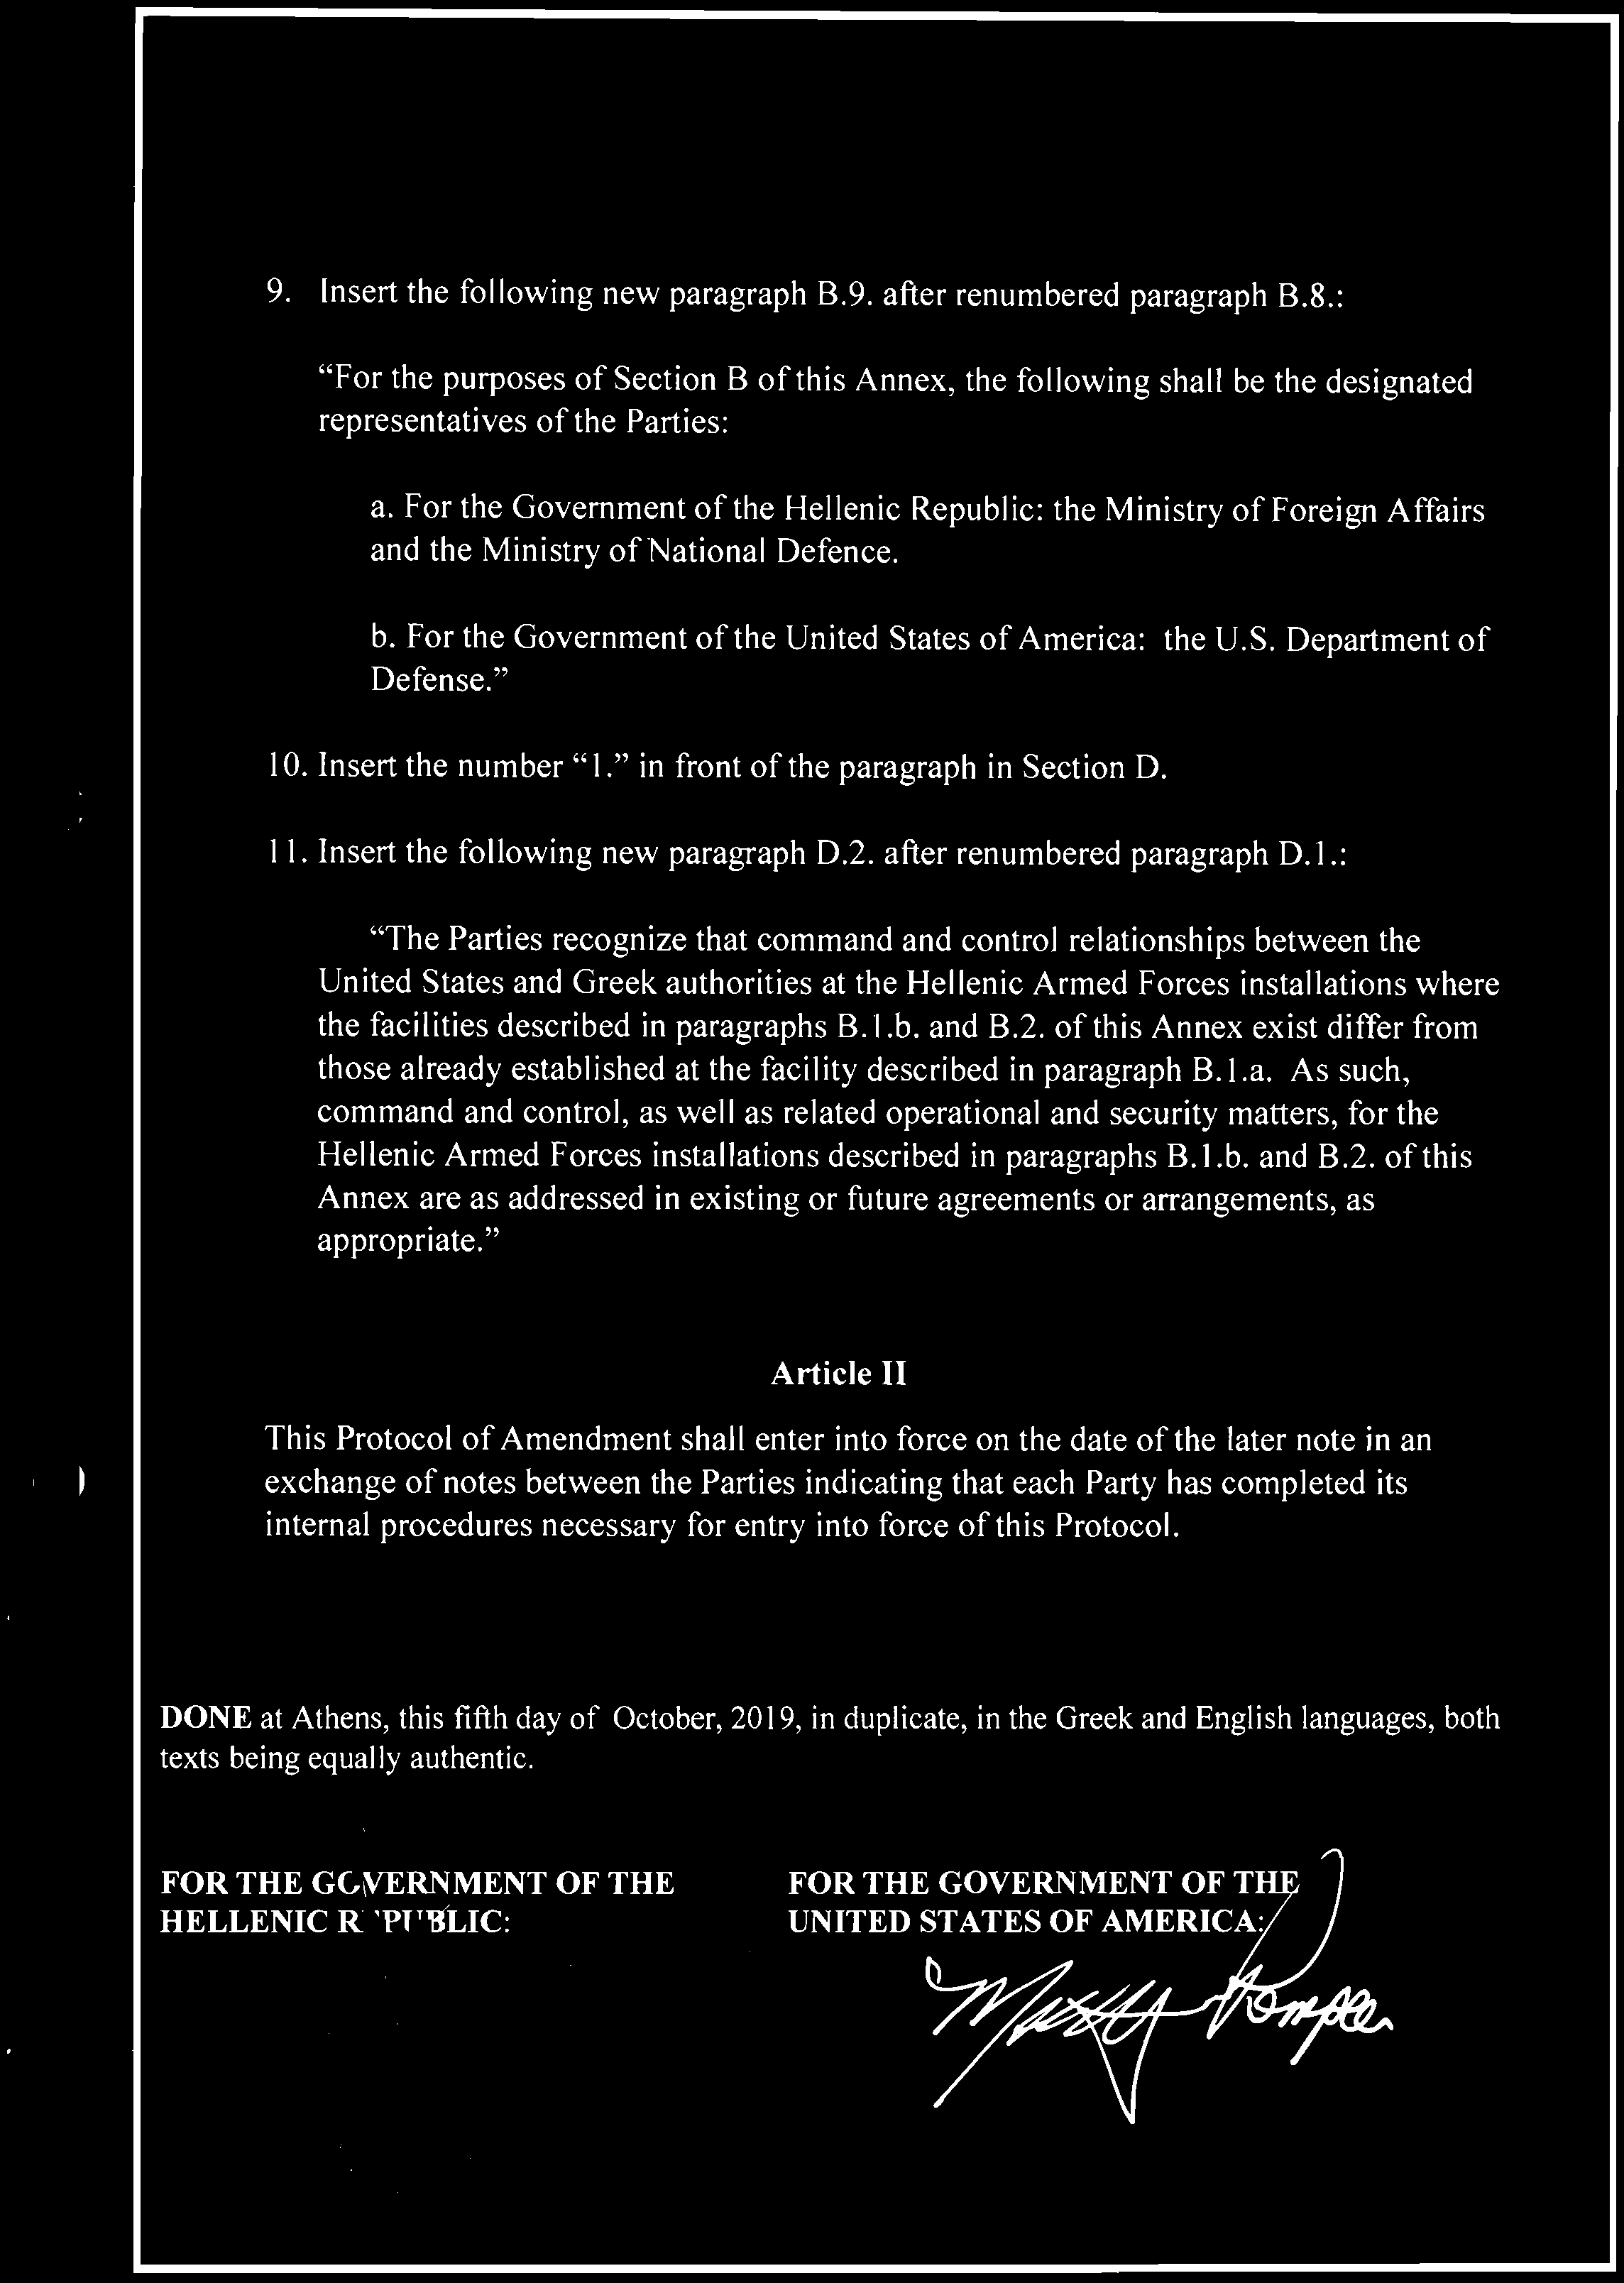 9. Insert the following new paragraph B.9. after renumbered paragraph B.8.:
“For the purposes of Section B of this Annex, the following shall be the designated
representatives of the Parties:
a. For the Government of the Hellenic Republic: the Ministry of Foreign Affairs
and the Ministry of National Defence.
b. For the Government of the United States of America: the U.S. Department of
Defense.”
10. Insert the number “1.” in front of the paragraph in Section D.
11. Insert the following new paragraph D.2. after renumbered paragraph D.1.:
“The Parties recognize that command and control relationships between the
United States and Greek authorities at the Hellenic Armed Forces installations where
the facilities described in paragraphs B.1.b. and B.2. of this Annex exist differ from
those already established at the facility described in paragraph B.1.a. As such,
command and control, as well as related operational and security matters, for the
Hellenic Armed Forces installations described in paragraphs B.1.b. and B.2. of this
Annex are as addressed in existing or future agreements or arrangements, as
appropriate.”
Article II
This Protocol of Amendment shall enter into force on the date of the later note in an
exchange of notes between the Parties indicating that each Party has completed its
internal procedures necessary for entry into force of this Protocol.
DONE at Athens, this fifth day of October, 2019, in duplicate, in the Greek and English languages, both
texts being equally authentic.
FOR THE GOVERNMENT OF THE
HELLENIC REPUBLIC:
FOR THE GOVERNMENT OF THE
UNITED STATES OF AMERICA: